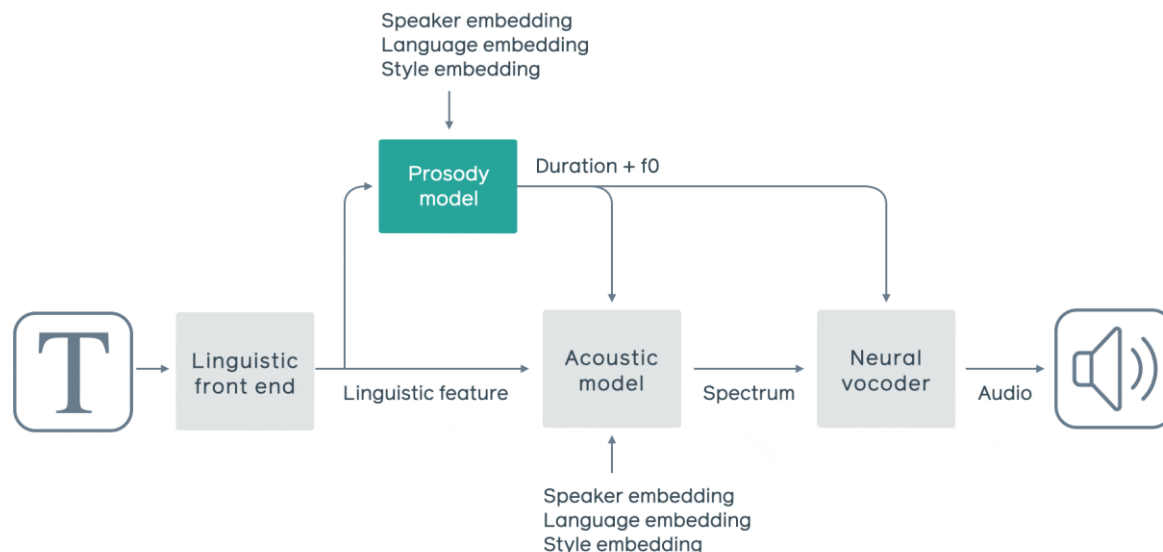 Speaker embedding
Language embedding
Style embedding
Prosody
model
Duration + f0
T
Linguistic
front end
Linguistic feature
Acoustic
model
Spectrum
Neural
vocoder
Audio
Speaker embedding
Language embedding
Style embedding